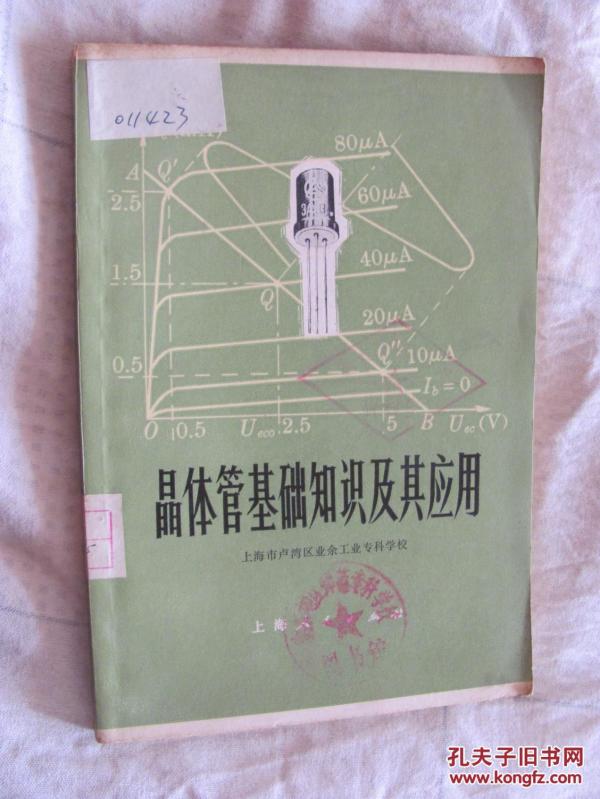 011423
80μA
A Q'
2.5
60μA
40μA
1.5
Q
20μA
0.5
Q'' 10μA
I_b = 0
0 0.5 U_eco 2.5 5 B U_ec (V)
晶体管基础知识及其应用
上海市卢湾区业余工业专科学校
上海
孔夫子旧书网
www.kongfz.com